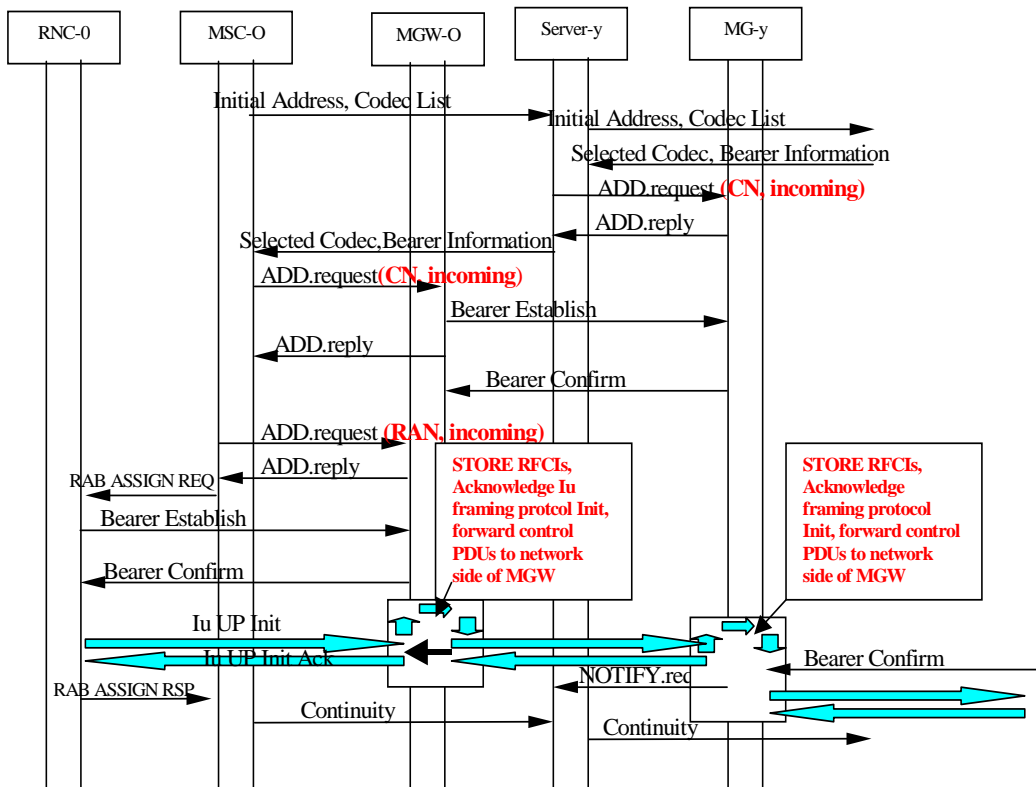 RNC-0
MSC-O
MGW-O
Server-y
MG-y
Initial Address, Codec List
Initial Address, Codec List
Selected Codec, Bearer Information
ADD.request (CN, incoming)
ADD.reply
Selected Codec,Bearer Information
ADD.request(CN, incoming)
Bearer Establish
ADD.reply
Bearer Confirm
ADD.request (RAN, incoming)
ADD.reply
RAB ASSIGN REQ
Bearer Establish
Bearer Confirm
STORE RFCIs,
Acknowledge Iu
framing protcol Init,
forward control
PDUs to network
side of MGW
STORE RFCIs,
Acknowledge
framing protocol
Init, forward control
PDUs to network
side of MGW
Iu UP Init
Iu UP Init Ack
Bearer Confirm
RAB ASSIGN RSP
NOTIFY.req
Continuity
Continuity